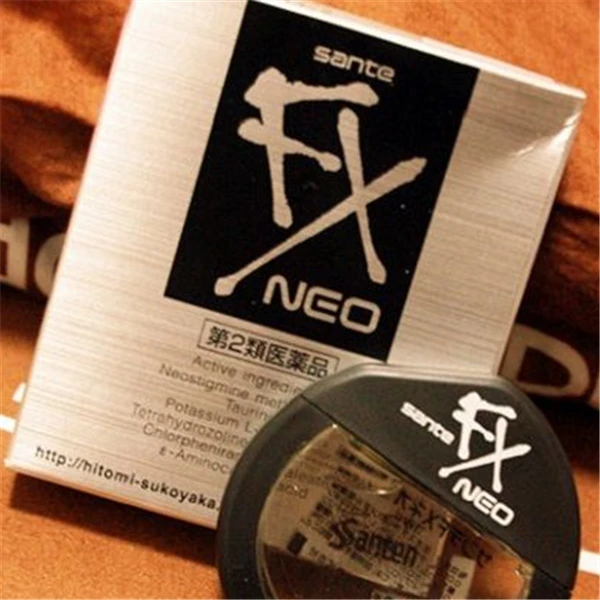 sante
FX
NEO
第2類医薬品
Active ingredie
Neostigmine met
Taurin
Potassium L-
Tetrahydrozoline
Chlorpheniram
ε-Aminoc
http://hitomi-sukoyaka.
sante
FX
NEO
Santen